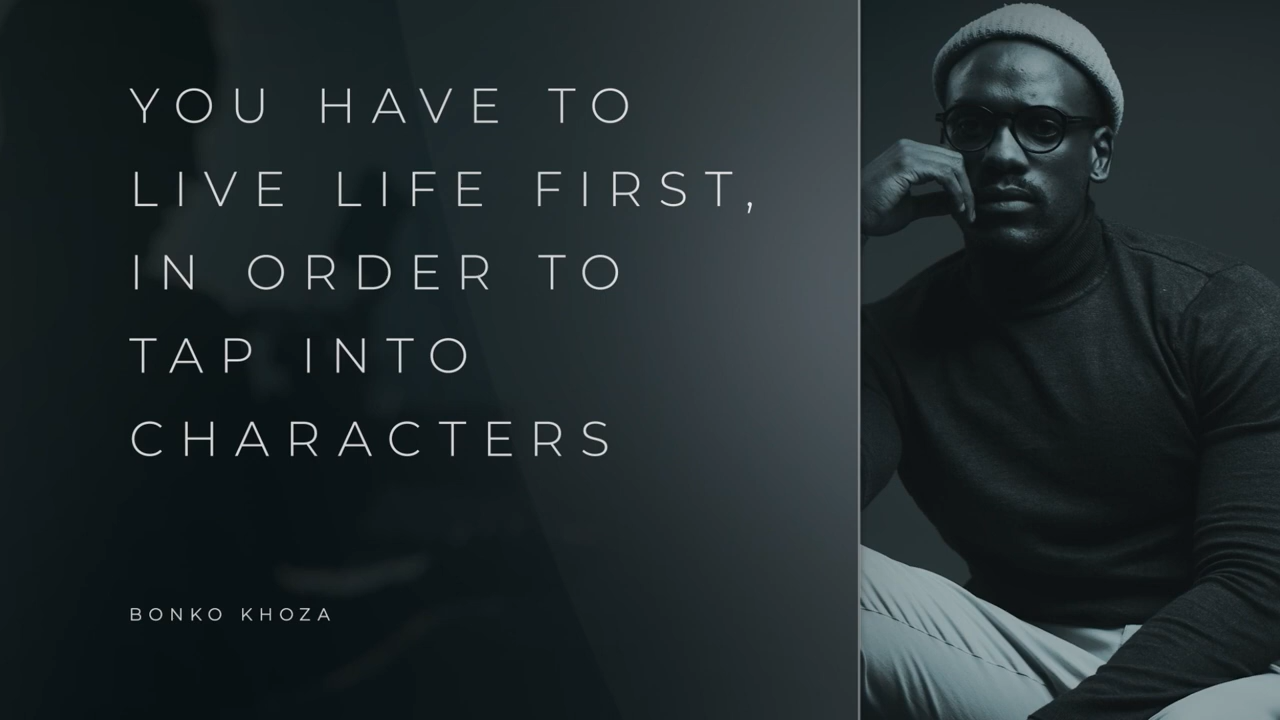 YOU HAVE TO
LIVE LIFE FIRST,
IN ORDER TO
TAP INTO
CHARACTERS
BONKO KHOZA